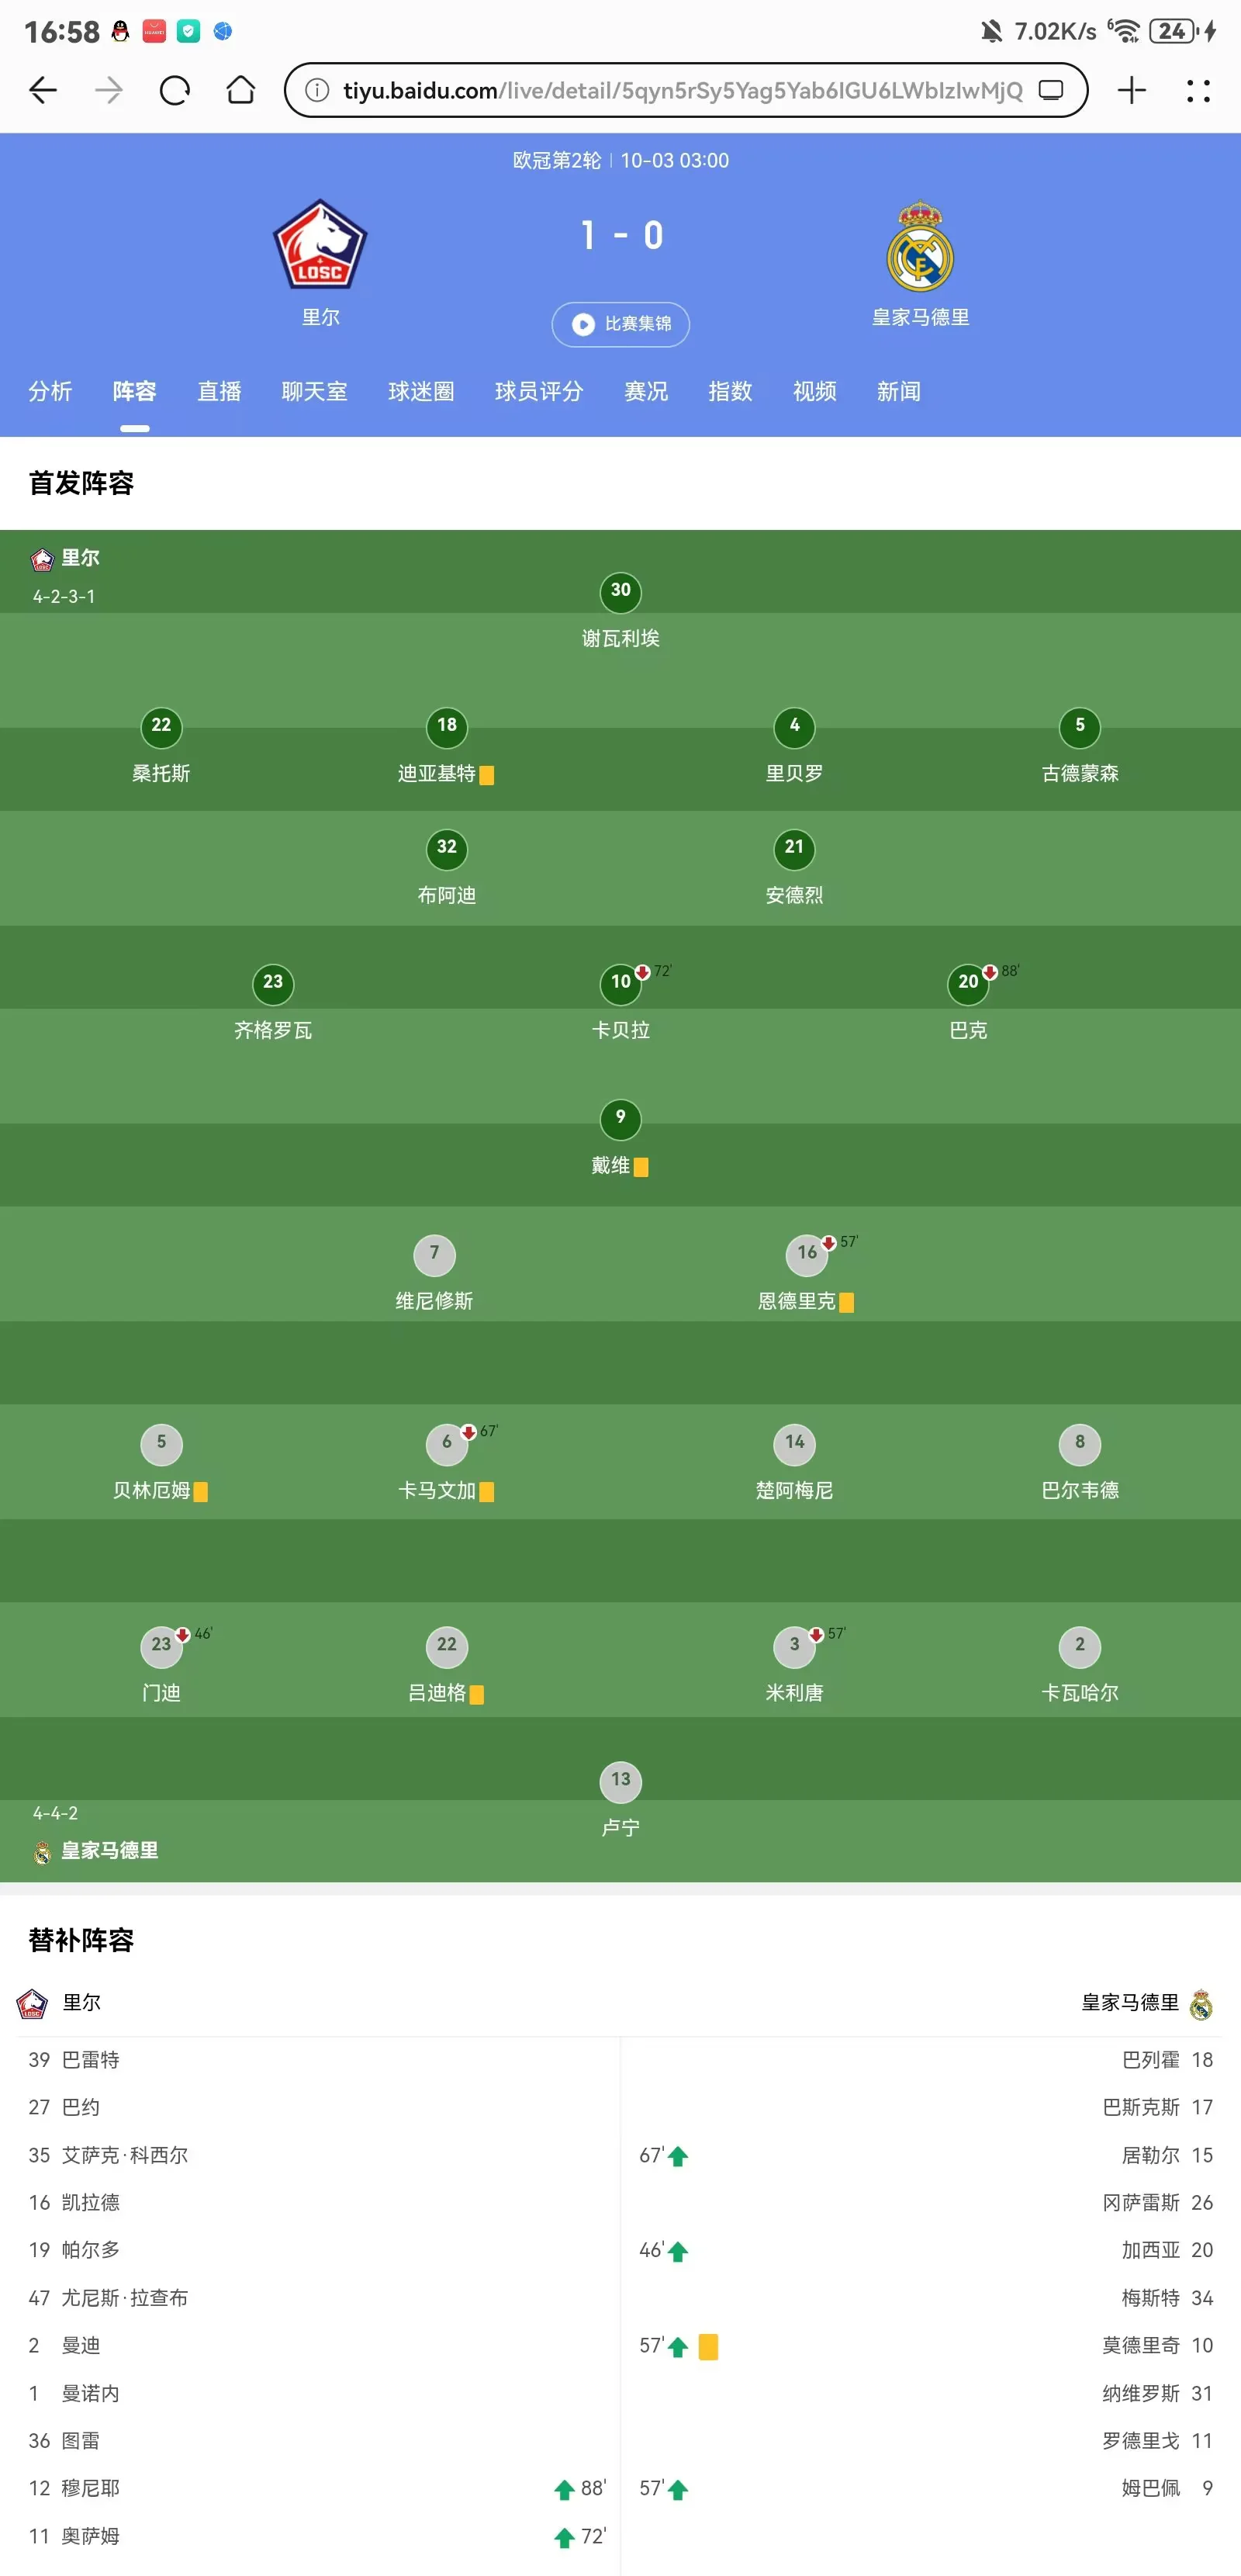 16:58
7.02K/s 6 24
tiyu.baidu.com/live/detail/5qyn5rSy5Yag5Yab6IGU6LWbIzIwMjQ
欧冠第2轮 10-03 03:00
1 - 0
LOSC
里尔 皇家马德里
比赛集锦
分析 阵容 直播 聊天室 球迷圈 球员评分 赛况 指数 视频 新闻
首发阵容
里尔
4-2-3-1
30
谢瓦利埃
22 18 4 5
桑托斯 迪亚基特 里贝罗 古德蒙森
32 21
布阿迪 安德烈
23 10 72' 20 88'
齐格罗瓦 卡贝拉 巴克
9
戴维
7 16 57'
维尼修斯 恩德里克
5 6 67' 14 8
贝林厄姆 卡马文加 楚阿梅尼 巴尔韦德
23 46' 22 3 57' 2
门迪 吕迪格 米利唐 卡瓦哈尔
13
卢宁
4-4-2
皇家马德里
替补阵容
里尔 皇家马德里
39 巴雷特 巴列霍 18
27 巴约 巴斯克斯 17
35 艾萨克·科西尔 67' 居勒尔 15
16 凯拉德 冈萨雷斯 26
19 帕尔多 46' 加西亚 20
47 尤尼斯·拉查布 梅斯特 34
2 曼迪 57' 莫德里奇 10
1 曼诺内 纳维罗斯 31
36 图雷 罗德里戈 11
12 穆尼耶 88' 57' 姆巴佩 9
11 奥萨姆 72'